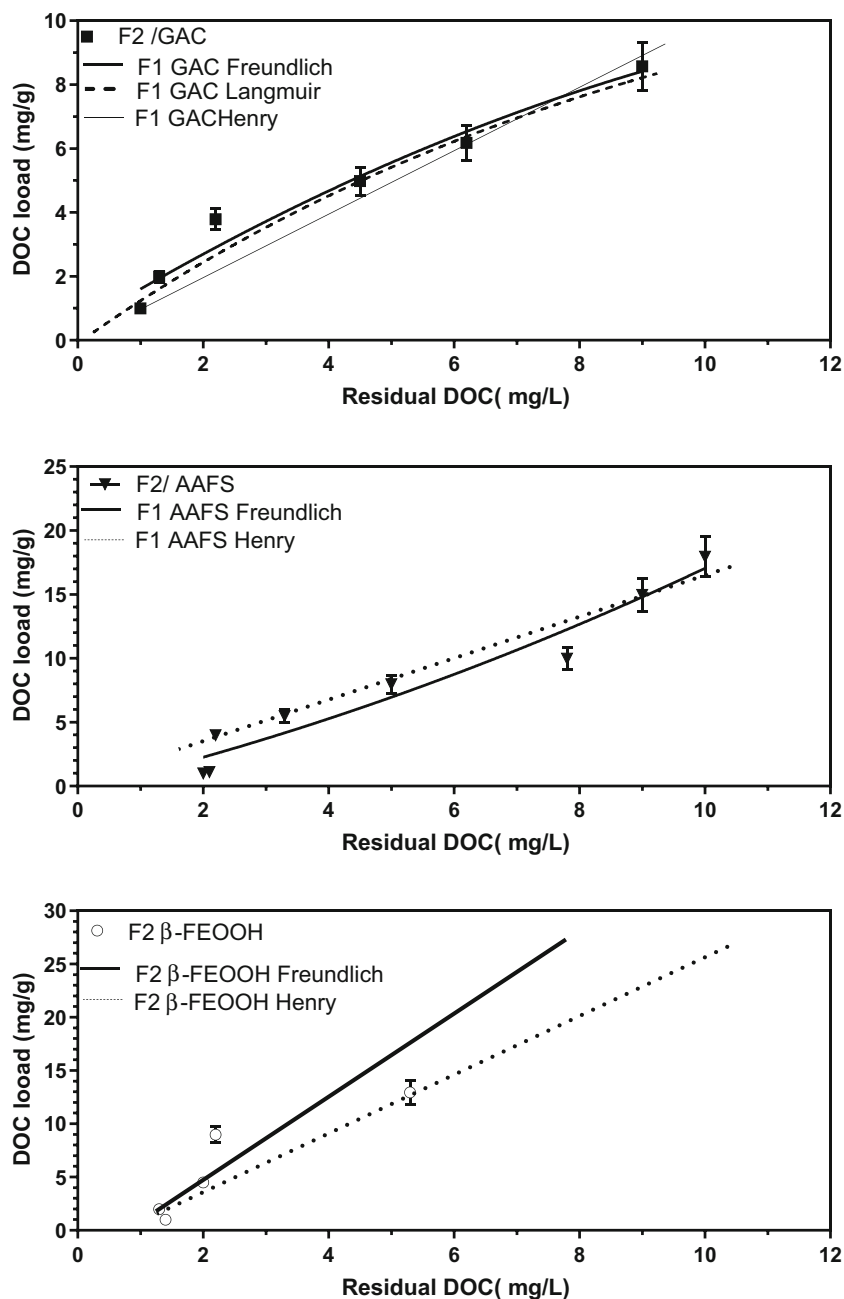 10
F2 /GAC
F1 GAC Freundlich
8
F1 GAC Langmuir
F1 GACHenry
6
4
2
0
DOC looad (mg/g)
0 2 4 6 8 10 12
Residual DOC( mg/L)
25
F2/ AAFS
F1 AAFS Freundlich
20
F1 AAFS Henry
15
10
5
0
DOC looad (mg/g)
0 2 4 6 8 10 12
Residual DOC( mg/L)
30
F2 β-FEOOH
25
F2 β-FEOOH Freundlich
F2 β-FEOOH Henry
20
15
10
5
0
DOC looad (mg/g)
0 2 4 6 8 10 12
Residual DOC( mg/L)